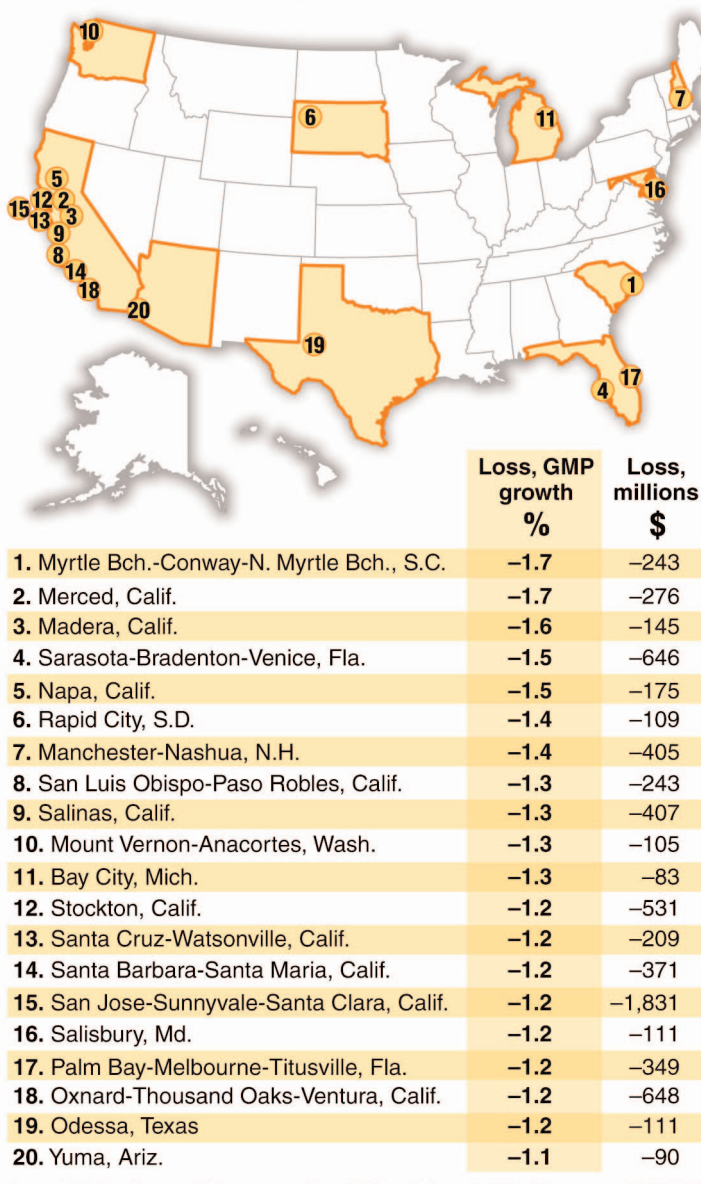 10
6
11
7
5
12 2
15
13 3
9
8
14
18
20
16
1
19
17
4
Loss, GMP growth %
Loss, millions $
1. Myrtle Bch.-Conway-N. Myrtle Bch., S.C. –1.7 –243
2. Merced, Calif. –1.7 –276
3. Madera, Calif. –1.6 –145
4. Sarasota-Bradenton-Venice, Fla. –1.5 –646
5. Napa, Calif. –1.5 –175
6. Rapid City, S.D. –1.4 –109
7. Manchester-Nashua, N.H. –1.4 –405
8. San Luis Obispo-Paso Robles, Calif. –1.3 –243
9. Salinas, Calif. –1.3 –407
10. Mount Vernon-Anacortes, Wash. –1.3 –105
11. Bay City, Mich. –1.3 –83
12. Stockton, Calif. –1.2 –531
13. Santa Cruz-Watsonville, Calif. –1.2 –209
14. Santa Barbara-Santa Maria, Calif. –1.2 –371
15. San Jose-Sunnyvale-Santa Clara, Calif. –1.2 –1,831
16. Salisbury, Md. –1.2 –111
17. Palm Bay-Melbourne-Titusville, Fla. –1.2 –349
18. Oxnard-Thousand Oaks-Ventura, Calif. –1.2 –648
19. Odessa, Texas –1.2 –111
20. Yuma, Ariz. –1.1 –90